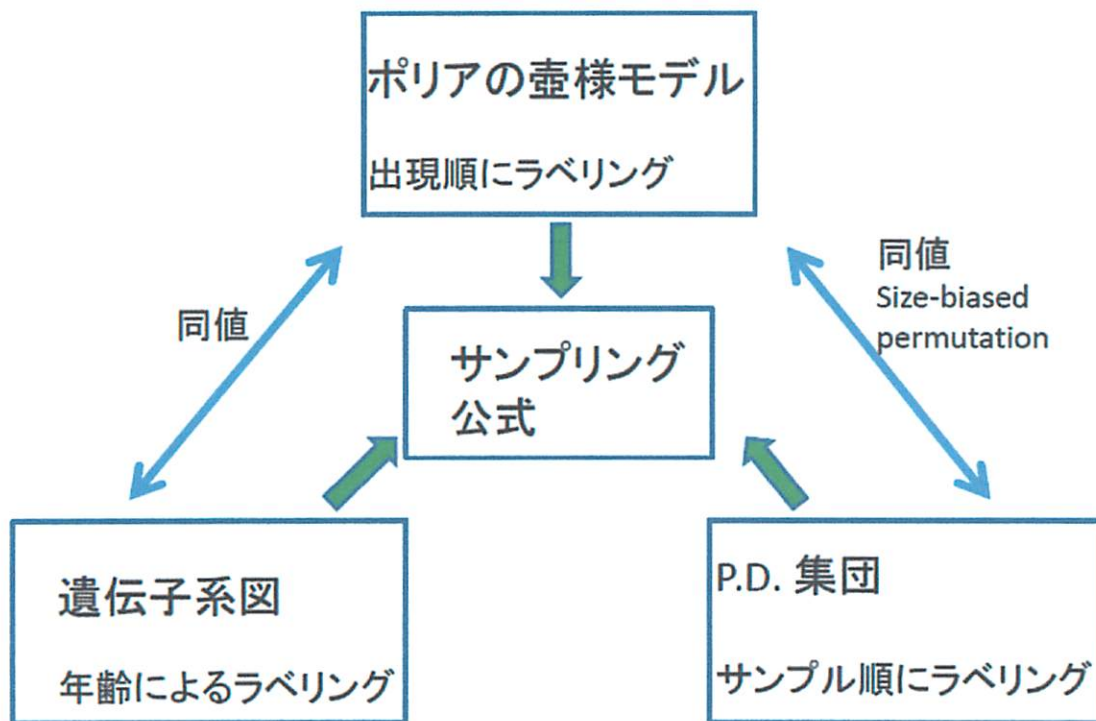 ポリアの壺様モデル
出現順にラベリング
同値
同値
Size-biased
permutation
サンプリング
公式
遺伝子系図
年齢によるラベリング
P.D. 集団
サンプル順にラベリング